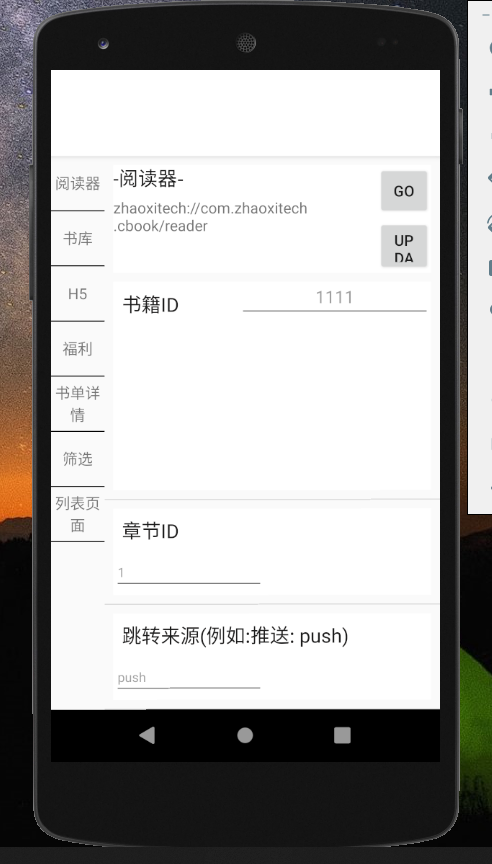 阅读器
书库
H5
福利
书单详
情
筛选
列表页
面
-阅读器-
zhaoxitech://com.zhaoxitech
.cbook/reader
GO
UP
DA
书籍ID
1111
章节ID
1
跳转来源(例如:推送: push)
push